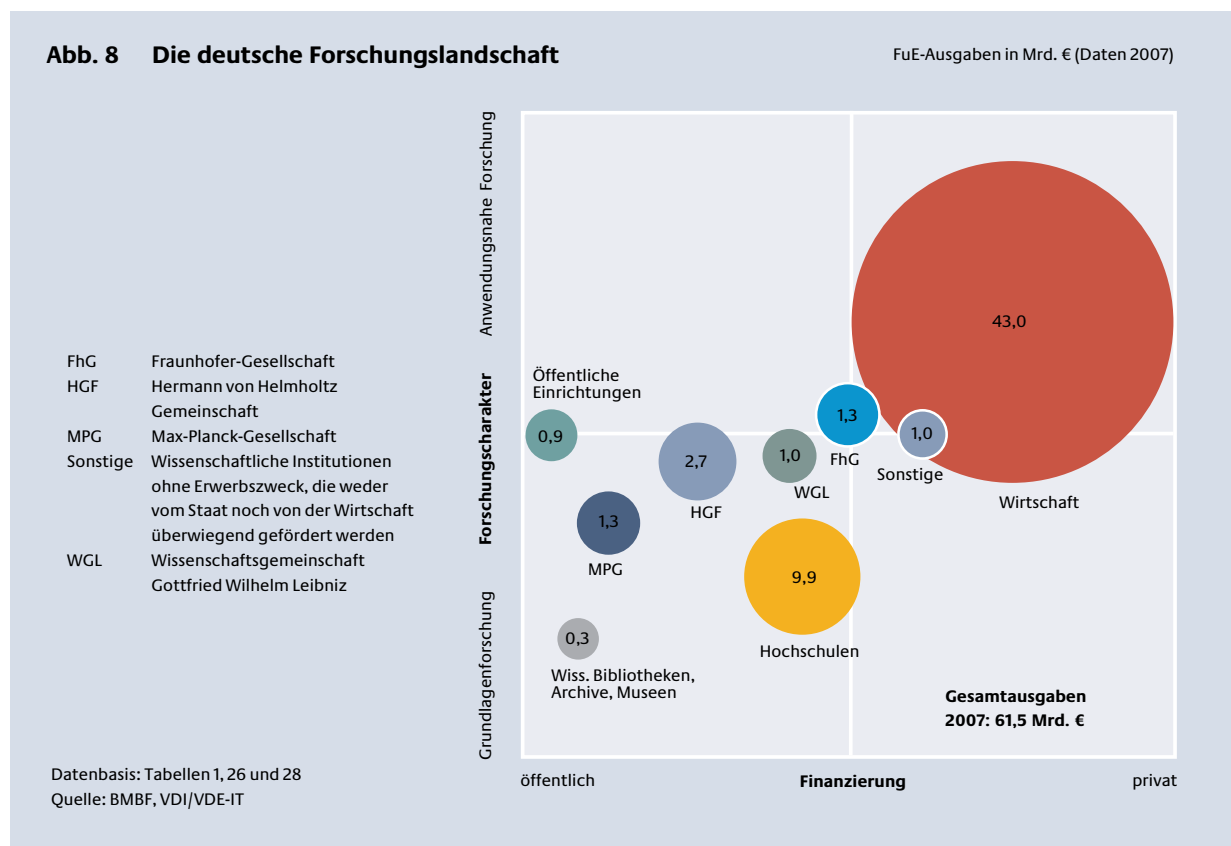 Abb. 8 Die deutsche Forschungslandschaft
FuE-Ausgaben in Mrd. € (Daten 2007)
FhG Fraunhofer-Gesellschaft
HGF Hermann von Helmholtz
Gemeinschaft
MPG Max-Planck-Gesellschaft
Sonstige Wissenschaftliche Institutionen
ohne Erwerbszweck, die weder
vom Staat noch von der Wirtschaft
überwiegend gefördert werden
WGL Wissenschaftsgemeinschaft
Gottfried Wilhelm Leibniz
Anwendungsnahe Forschung
Forschungscharakter
Grundlagenforschung
43,0
Wirtschaft
Öffentliche
Einrichtungen
0,9
2,7
HGF
1,0
WGL
1,3
FhG
1,0
Sonstige
1,3
MPG
9,9
Hochschulen
0,3
Wiss. Bibliotheken,
Archive, Museen
Gesamtausgaben
2007: 61,5 Mrd. €
öffentlich
Finanzierung
privat
Datenbasis: Tabellen 1, 26 und 28
Quelle: BMBF, VDI/VDE-IT